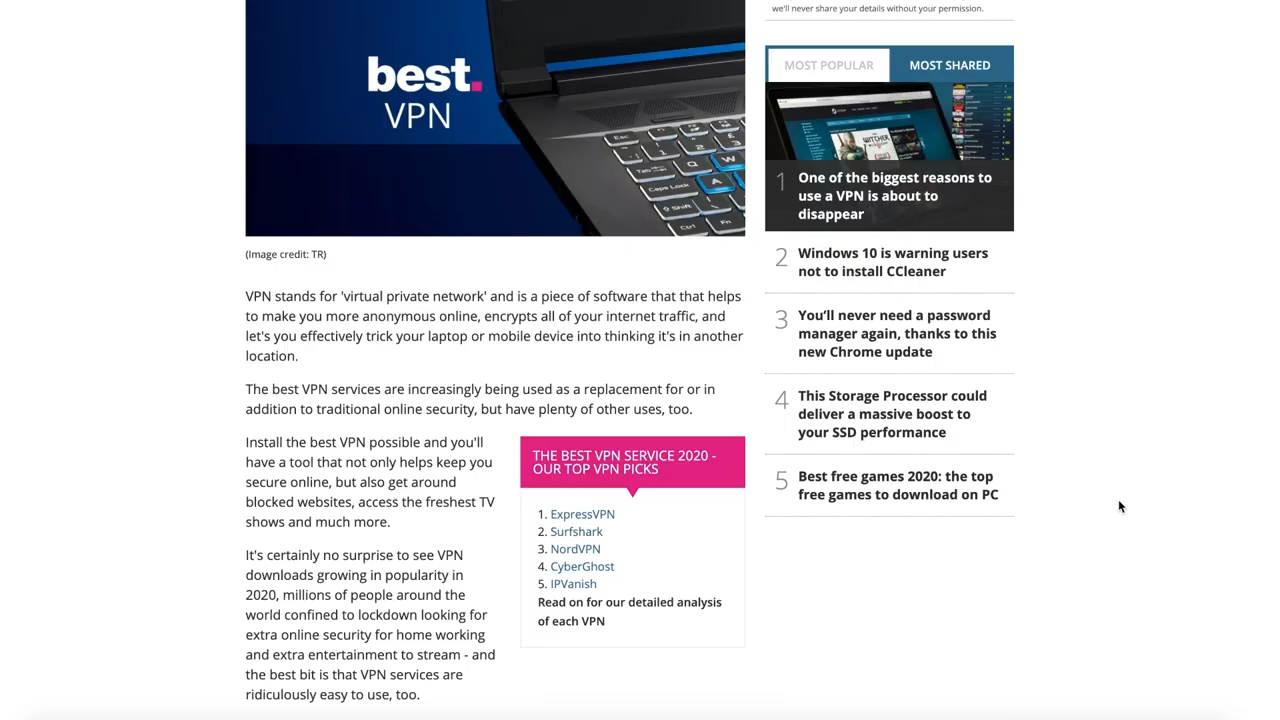 we'll never share your details without your permission.
best.
VPN
Esc
Tab
Caps Lock
Shift
Ctrl
Fn
1
2
Q
W
A
(Image credit: TR)
VPN stands for 'virtual private network' and is a piece of software that that helps
to make you more anonymous online, encrypts all of your internet traffic, and
let's you effectively trick your laptop or mobile device into thinking it's in another
location.
The best VPN services are increasingly being used as a replacement for or in
addition to traditional online security, but have plenty of other uses, too.
Install the best VPN possible and you'll
have a tool that not only helps keep you
secure online, but also get around
blocked websites, access the freshest TV
shows and much more.
It's certainly no surprise to see VPN
downloads growing in popularity in
2020, millions of people around the
world confined to lockdown looking for
extra online security for home working
and extra entertainment to stream - and
the best bit is that VPN services are
ridiculously easy to use, too.
THE BEST VPN SERVICE 2020 -
OUR TOP VPN PICKS
1. ExpressVPN
2. Surfshark
3. NordVPN
4. CyberGhost
5. IPVanish
Read on for our detailed analysis
of each VPN
MOST POPULAR
MOST SHARED
THE WITCHER
1
One of the biggest reasons to
use a VPN is about to
disappear
2
Windows 10 is warning users
not to install CCleaner
3
You'll never need a password
manager again, thanks to this
new Chrome update
4
This Storage Processor could
deliver a massive boost to
your SSD performance
5
Best free games 2020: the top
free games to download on PC